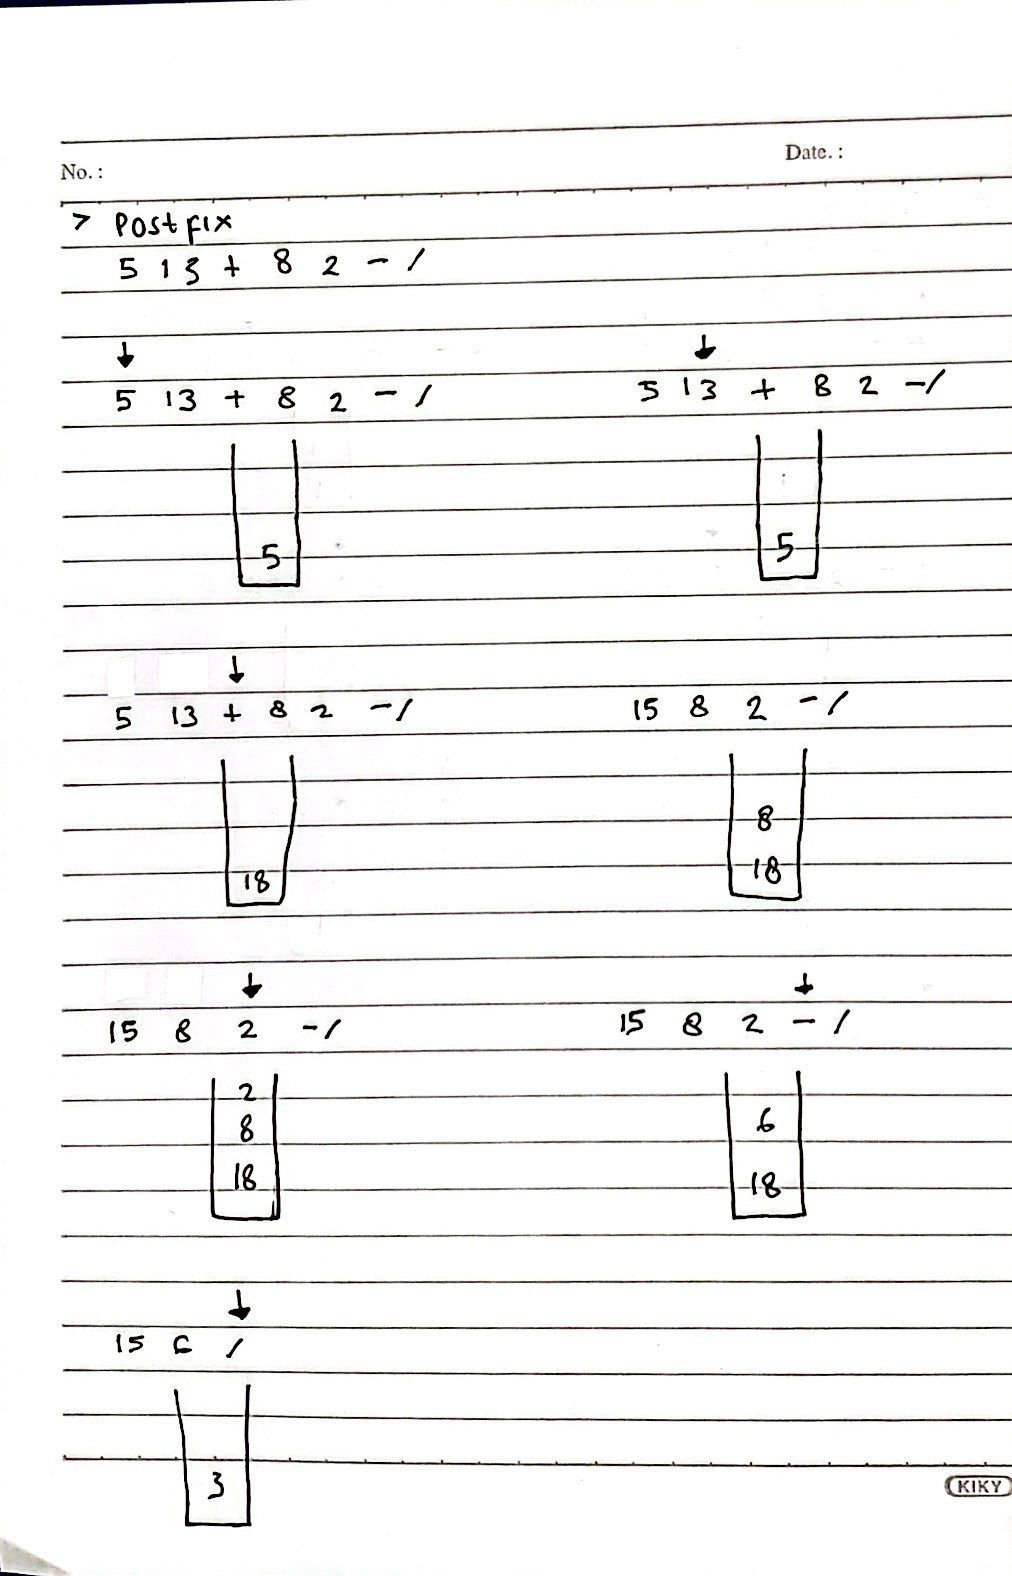 No. :
Date. :
> Postfix
5 13 + 8 2 - /
↓ ↓
5 13 + 8 2 - / 5 13 + 8 2 - /
5 5
↓
5 13 + 8 2 - / 15 8 2 - /
8
18 18
↓ ↓
15 8 2 - / 15 8 2 - /
2
8 6
18 18
↓
15 6 /
3
KIKY